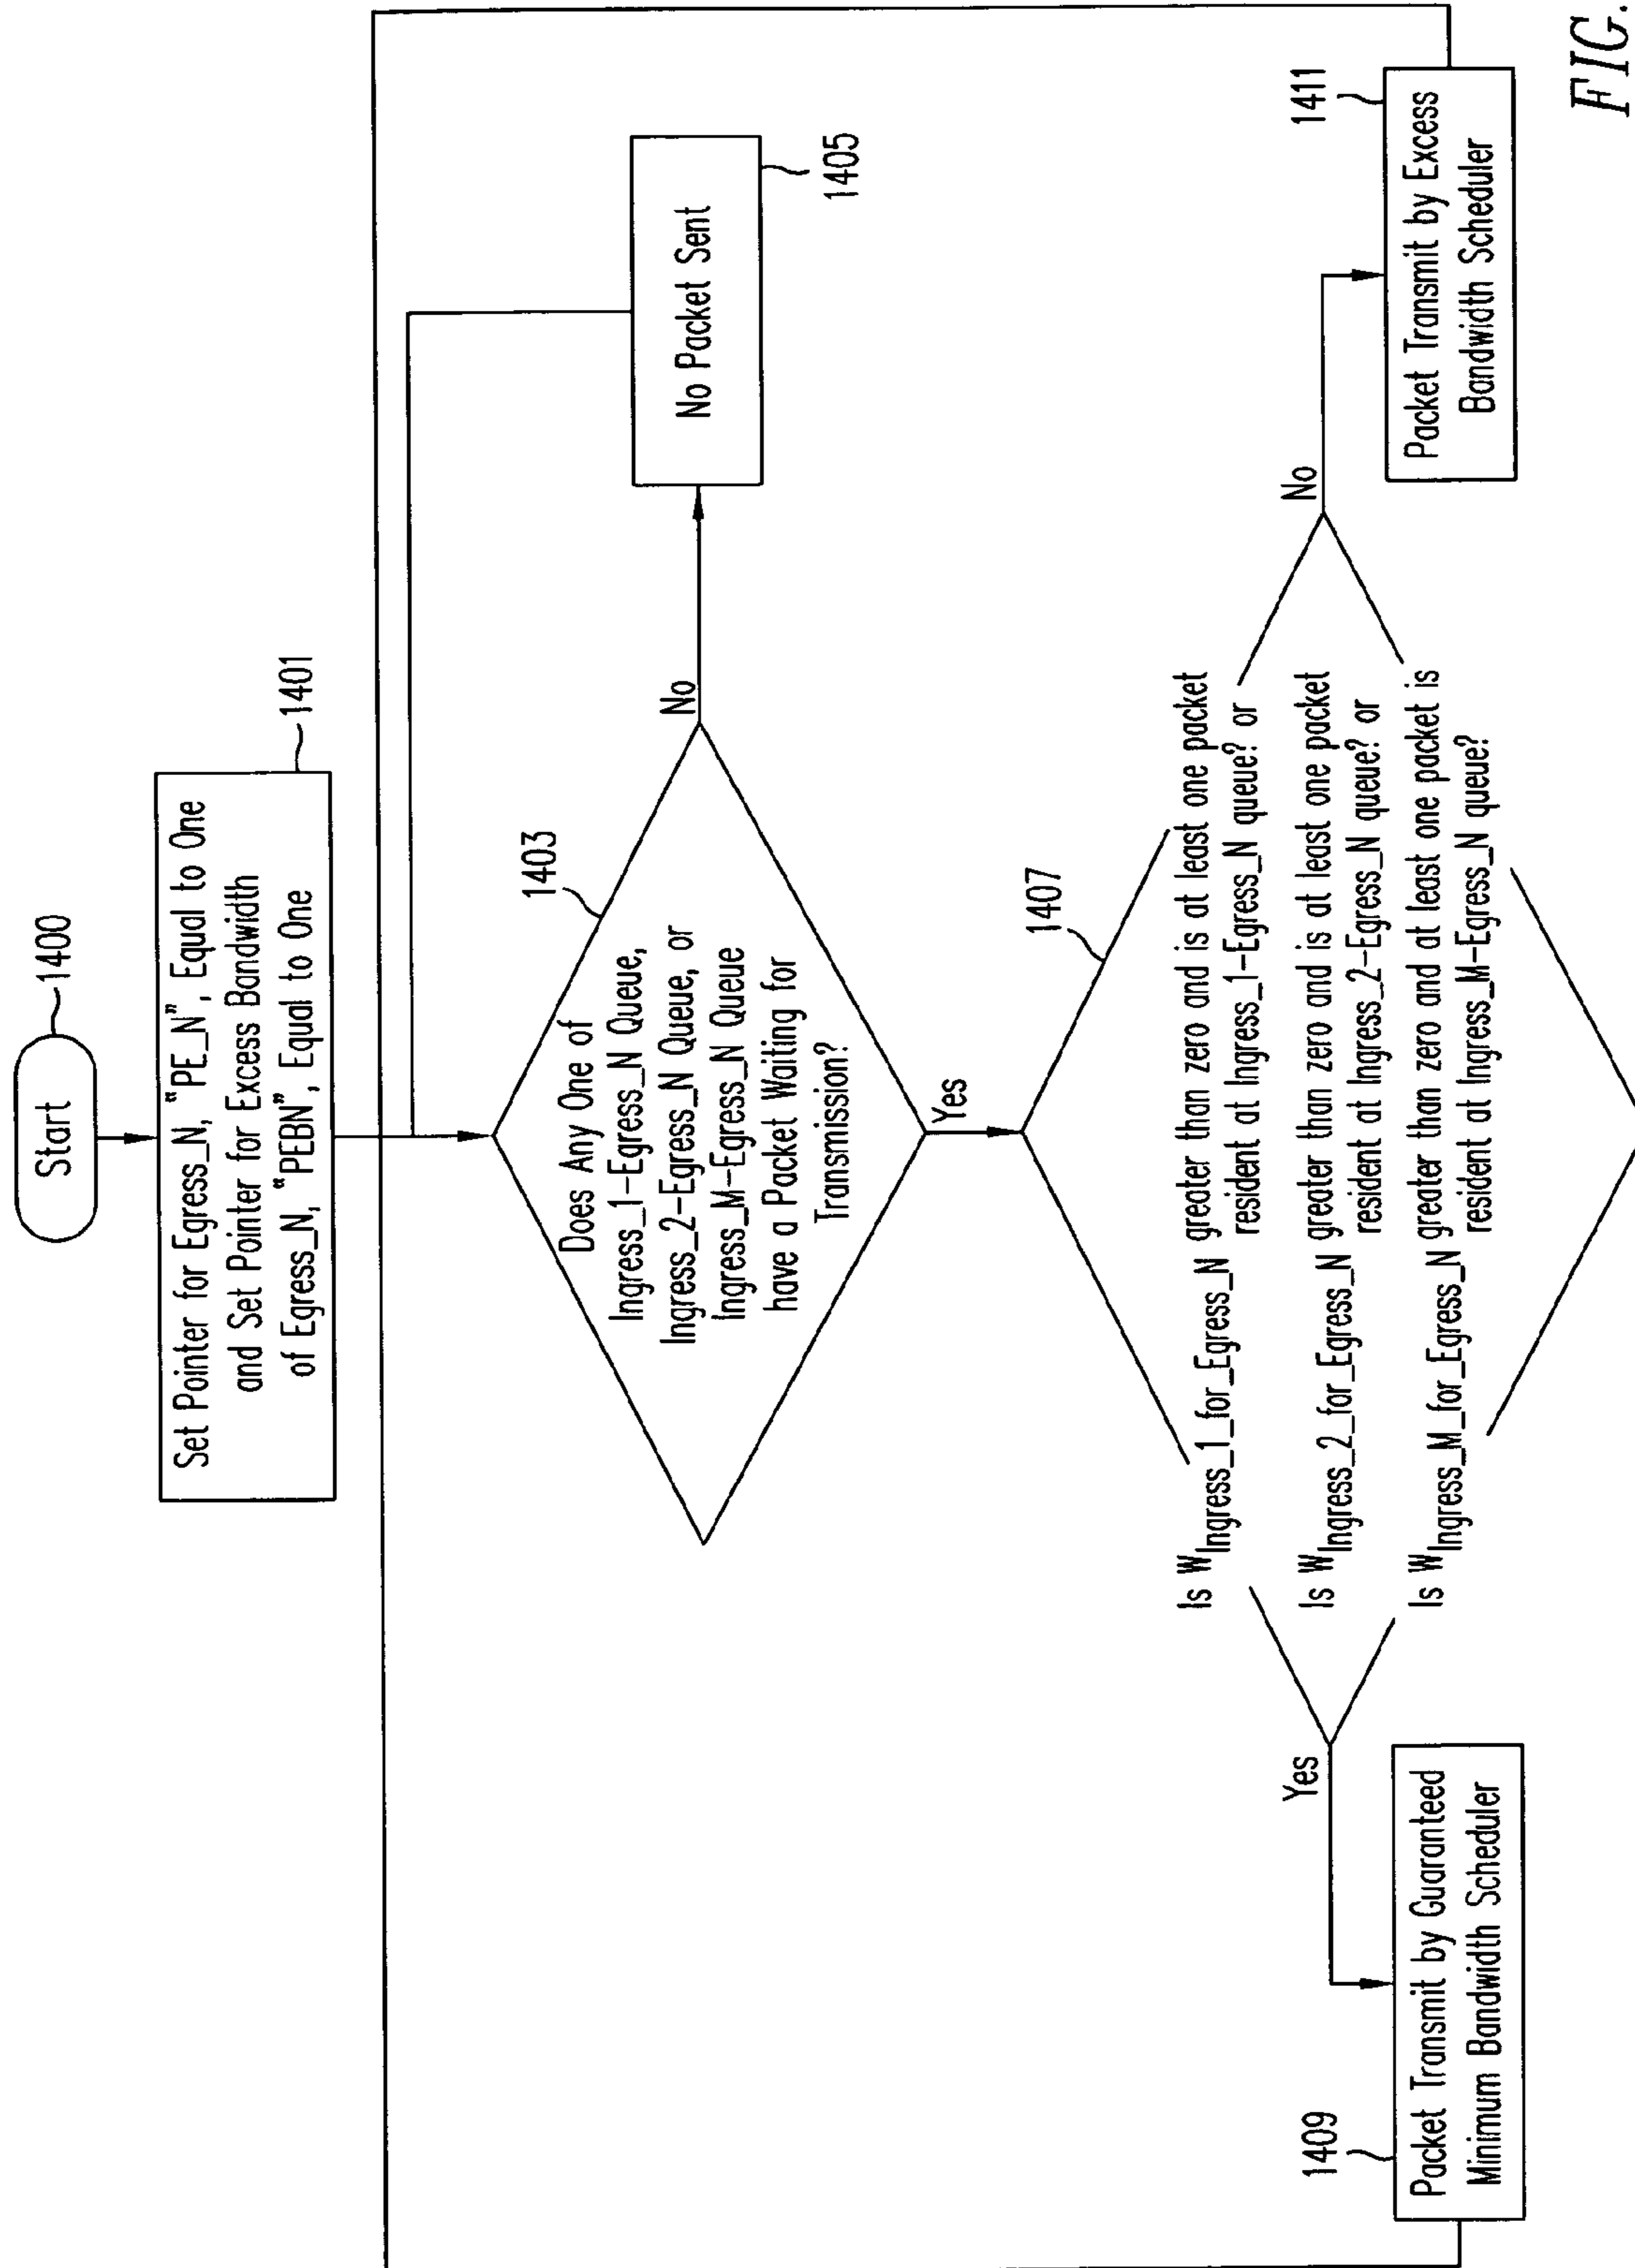 Start
1400
Set Pointer for Egress_N, “PE_N”, Equal to One
and Set Pointer for Excess Bandwidth
of Egress_N, “PEBN”, Equal to One
1401
1403
Does Any One of
Ingress_1-Egress_N Queue,
Ingress_2-Egress_N Queue, or
Ingress_M-Egress_N Queue
have a Packet Waiting for
Transmission?
No
No Packet Sent
1405
Yes
1407
Is WIngress_1_for_Egress_N greater than zero and is at least one packet
resident at Ingress_1-Egress_N queue? or
Is WIngress_2_for_Egress_N greater than zero and is at least one packet
resident at Ingress_2-Egress_N queue? or
Is WIngress_M_for_Egress_N greater than zero and at least one packet is
resident at Ingress_M-Egress_N queue?
Yes
No
1409
Packet Transmit by Guaranteed
Minimum Bandwidth Scheduler
1411
Packet Transmit by Excess
Bandwidth Scheduler
FIG.